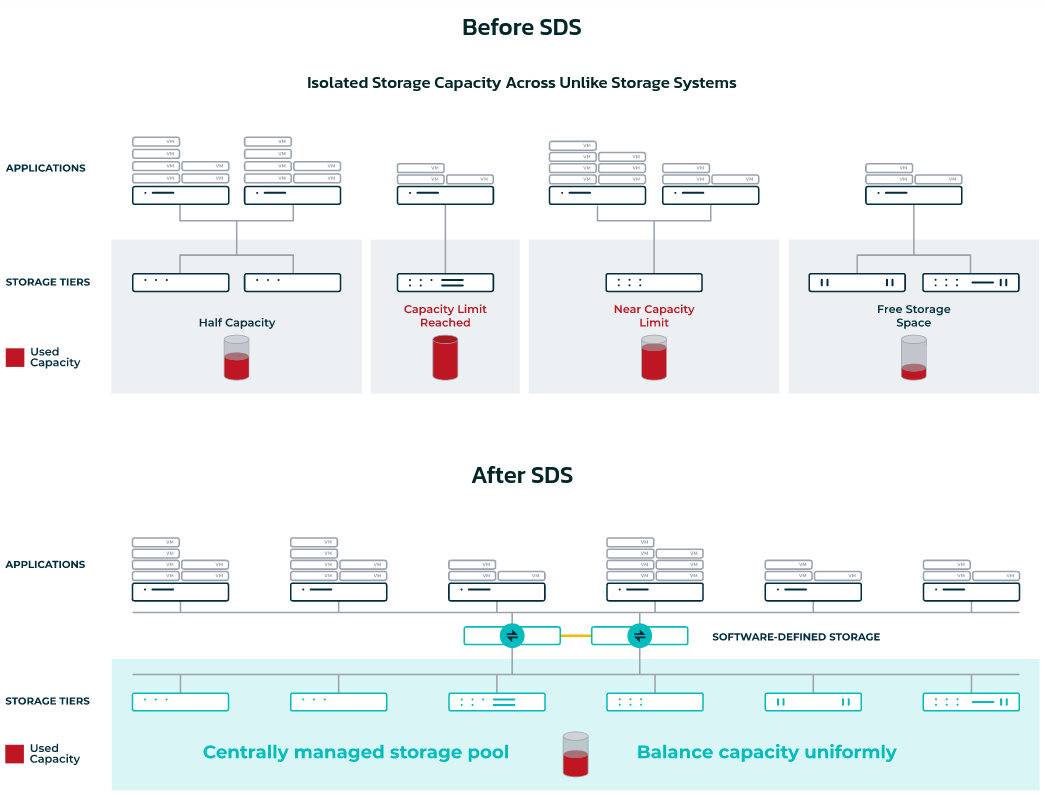 Before SDS
Isolated Storage Capacity Across Unlike Storage Systems
VM VM VM
VM VM VM VM
APPLICATIONS
VM VM VM VM VM VM VM VM VM
VM VM VM VM VM VM VM VM VM VM VM VM
STORAGE TIERS
Half Capacity
Capacity Limit
Reached
Near Capacity
Limit
Free Storage
Space
Used
Capacity
After SDS
VM VM VM
VM VM VM VM
APPLICATIONS
VM VM VM VM VM VM VM VM VM
VM VM VM VM VM VM VM VM VM VM VM VM
SOFTWARE-DEFINED STORAGE
STORAGE TIERS
Used
Capacity
Centrally managed storage pool
Balance capacity uniformly